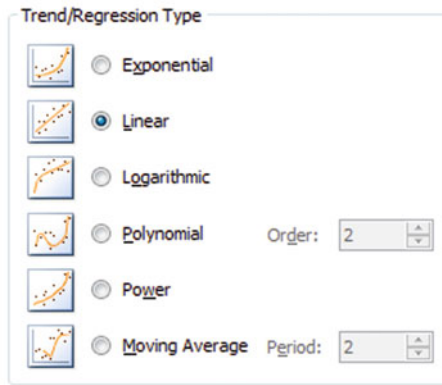 Trend/Regression Type
Exponential
Linear
Logarithmic
Polynomial Order: 2
Power
Moving Average Period: 2